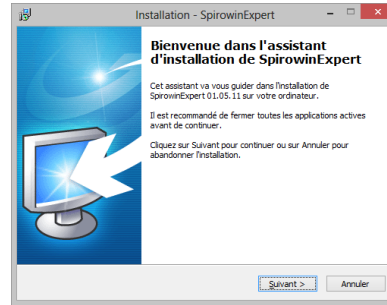 Installation - SpirowinExpert
Bienvenue dans l'assistant
d'installation de SpirowinExpert
Cet assistant va vous guider dans l'installation de
SpirowinExpert 01.05.11 sur votre ordinateur.
Il est recommandé de fermer toutes les applications actives
avant de continuer.
Cliquez sur Suivant pour continuer ou sur Annuler pour
abandonner l'installation.
Suivant >
Annuler